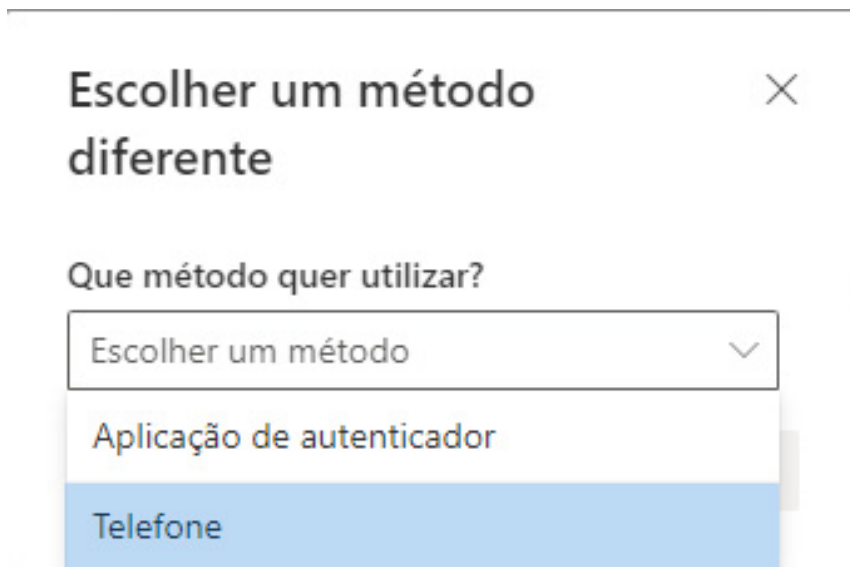 Escolher um método
diferente
Que método quer utilizar?
Escolher um método
Aplicação de autenticador
Telefone